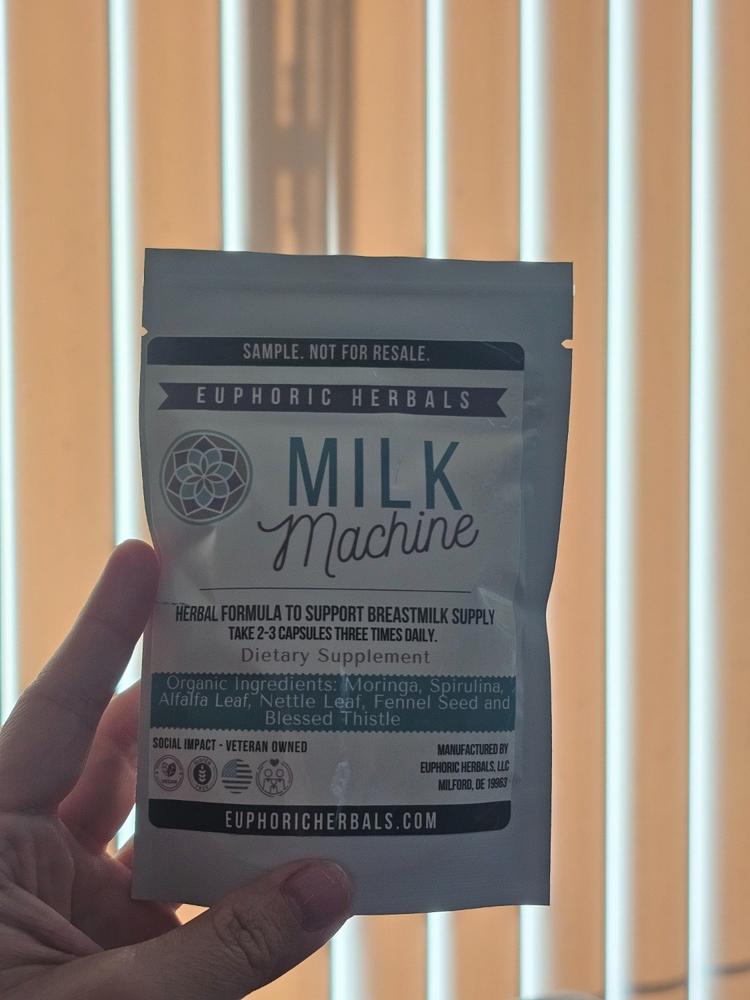 SAMPLE. NOT FOR RESALE.
EUPHORIC HERBALS
MILK
Machine
HERBAL FORMULA TO SUPPORT BREASTMILK SUPPLY
TAKE 2-3 CAPSULES THREE TIMES DAILY.
Dietary Supplement
Organic Ingredients: Moringa, Spirulina,
Alfalfa Leaf, Nettle Leaf, Fennel Seed and
Blessed Thistle
SOCIAL IMPACT - VETERAN OWNED
MANUFACTURED BY
EUPHORIC HERBALS, LLC
MILFORD, DE 19963
VEGAN
EUPHORICHERBALS.COM